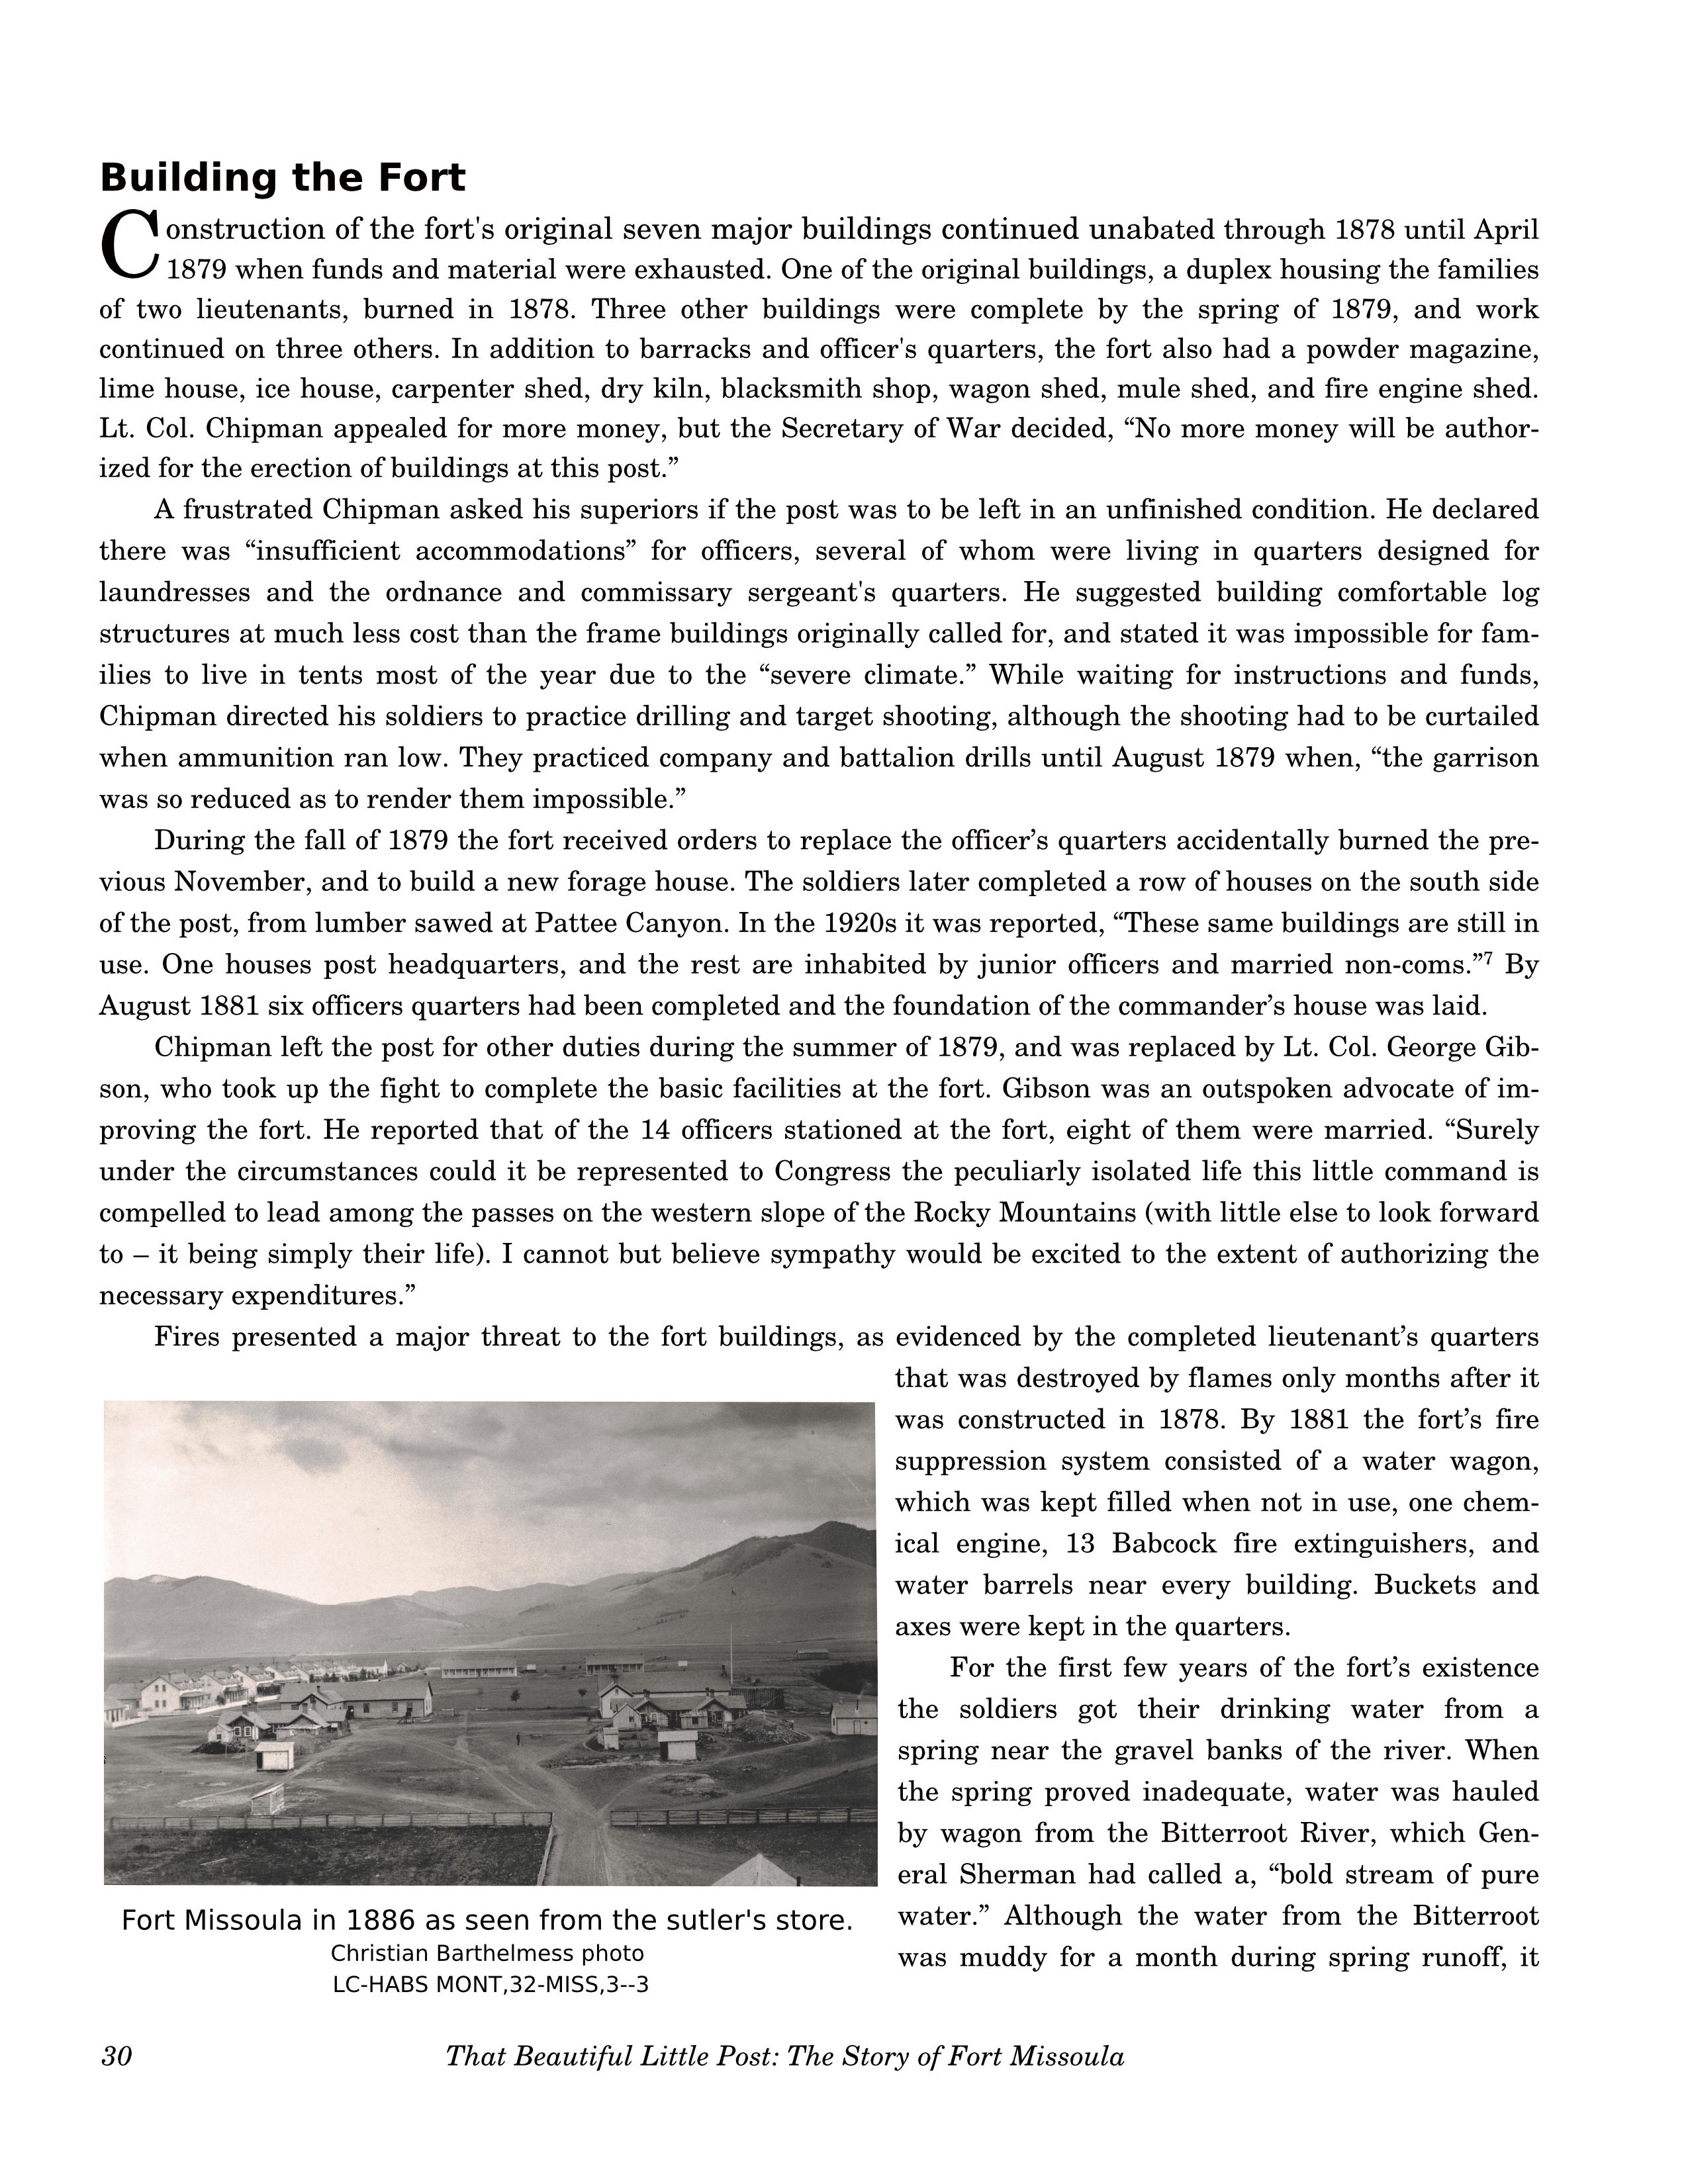 Building the Fort
Construction of the fort's original seven major buildings continued unabated through 1878 until April
1879 when funds and material were exhausted. One of the original buildings, a duplex housing the families
of two lieutenants, burned in 1878. Three other buildings were complete by the spring of 1879, and work
continued on three others. In addition to barracks and officer's quarters, the fort also had a powder magazine,
lime house, ice house, carpenter shed, dry kiln, blacksmith shop, wagon shed, mule shed, and fire engine shed.
Lt. Col. Chipman appealed for more money, but the Secretary of War decided, “No more money will be author-
ized for the erection of buildings at this post.”
A frustrated Chipman asked his superiors if the post was to be left in an unfinished condition. He declared
there was “insufficient accommodations” for officers, several of whom were living in quarters designed for
laundresses and the ordnance and commissary sergeant's quarters. He suggested building comfortable log
structures at much less cost than the frame buildings originally called for, and stated it was impossible for fam-
ilies to live in tents most of the year due to the “severe climate.” While waiting for instructions and funds,
Chipman directed his soldiers to practice drilling and target shooting, although the shooting had to be curtailed
when ammunition ran low. They practiced company and battalion drills until August 1879 when, “the garrison
was so reduced as to render them impossible.”
During the fall of 1879 the fort received orders to replace the officer’s quarters accidentally burned the pre-
vious November, and to build a new forage house. The soldiers later completed a row of houses on the south side
of the post, from lumber sawed at Pattee Canyon. In the 1920s it was reported, “These same buildings are still in
use. One houses post headquarters, and the rest are inhabited by junior officers and married non-coms.”⁷ By
August 1881 six officers quarters had been completed and the foundation of the commander’s house was laid.
Chipman left the post for other duties during the summer of 1879, and was replaced by Lt. Col. George Gib-
son, who took up the fight to complete the basic facilities at the fort. Gibson was an outspoken advocate of im-
proving the fort. He reported that of the 14 officers stationed at the fort, eight of them were married. “Surely
under the circumstances could it be represented to Congress the peculiarly isolated life this little command is
compelled to lead among the passes on the western slope of the Rocky Mountains (with little else to look forward
to – it being simply their life). I cannot but believe sympathy would be excited to the extent of authorizing the
necessary expenditures.”
Fires presented a major threat to the fort buildings, as evidenced by the completed lieutenant’s quarters
that was destroyed by flames only months after it
was constructed in 1878. By 1881 the fort’s fire
suppression system consisted of a water wagon,
which was kept filled when not in use, one chem-
ical engine, 13 Babcock fire extinguishers, and
water barrels near every building. Buckets and
axes were kept in the quarters.
For the first few years of the fort’s existence
the soldiers got their drinking water from a
spring near the gravel banks of the river. When
the spring proved inadequate, water was hauled
by wagon from the Bitterroot River, which Gen-
eral Sherman had called a, “bold stream of pure
water.” Although the water from the Bitterroot
was muddy for a month during spring runoff, it
Fort Missoula in 1886 as seen from the sutler's store.
Christian Barthelmess photo
LC-HABS MONT,32-MISS,3--3
30
That Beautiful Little Post: The Story of Fort Missoula